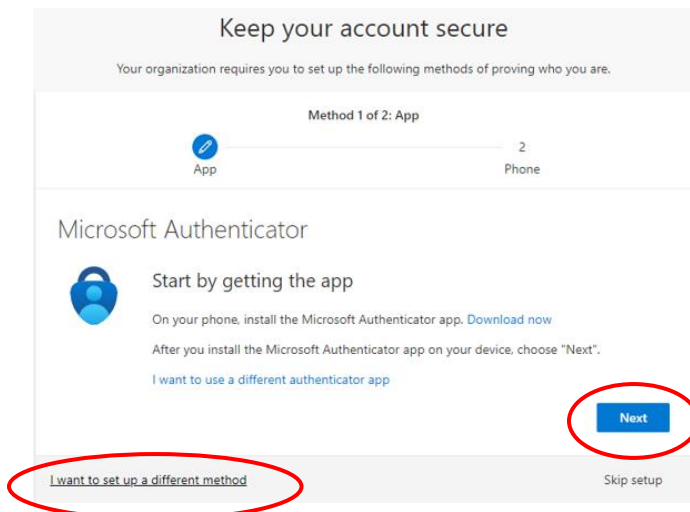 Keep your account secure
Your organization requires you to set up the following methods of proving who you are.
Method 1 of 2: App
2
App
Phone
Microsoft Authenticator
Start by getting the app
On your phone, install the Microsoft Authenticator app. Download now
After you install the Microsoft Authenticator app on your device, choose "Next".
I want to use a different authenticator app
Next
I want to set up a different method
Skip setup